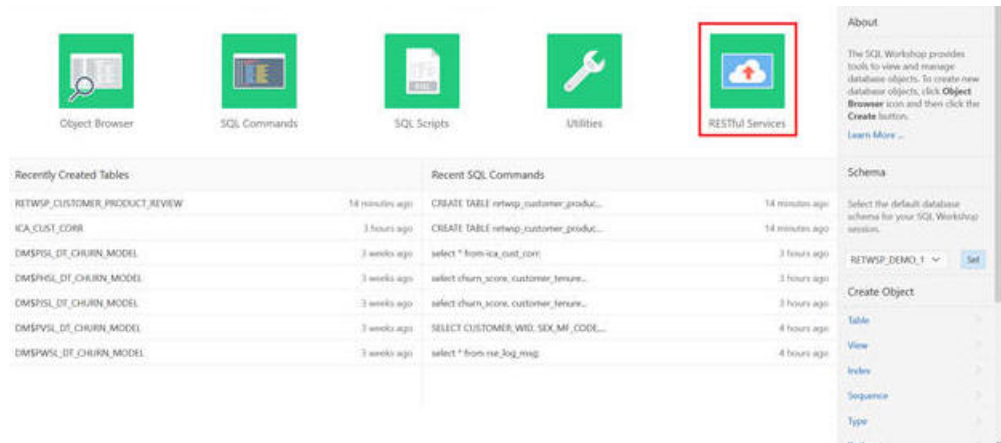 Object Browser
SQL Commands
SQL Scripts
Utilities
RESTful Services
Recently Created Tables
RETWSP_CUSTOMER_PRODUCT_REVIEW 14 minutes ago
ICA_CUST_CORR 3 hours ago
DM$PISL_DT_CHURN_MODEL 3 weeks ago
DM$PHSL_DT_CHURN_MODEL 3 weeks ago
3 weeks ago
DM$PVSL_DT_CHURN_MODEL 3 weeks ago
DM$PWSL_DT_CHURN_MODEL 3 weeks ago
Recent SQL Commands
CREATE TABLE retwsp_customer_produc... 14 minutes ago
CREATE TABLE retwsp_customer_produc... 14 minutes ago
select * from ica_cust_corr; 3 hours ago
select churn_score, customer_tenure... 3 hours ago
select churn_score, customer_tenure... 3 hours ago
SELECT CUSTOMER_WID, SEX_MF_CODE,... 4 hours ago
select * from rse_log_msg; 4 hours ago
About
The SQL Workshop provides
tools to view and manage
database objects. To create new
database objects, click Object
Browser icon and then click the
Create button.
Learn More ...
Schema
Select the default database
schema for your SQL Workshop
session.
RETWSP_DEMO_1 Set
Create Object
Table
View
Index
Sequence
Type